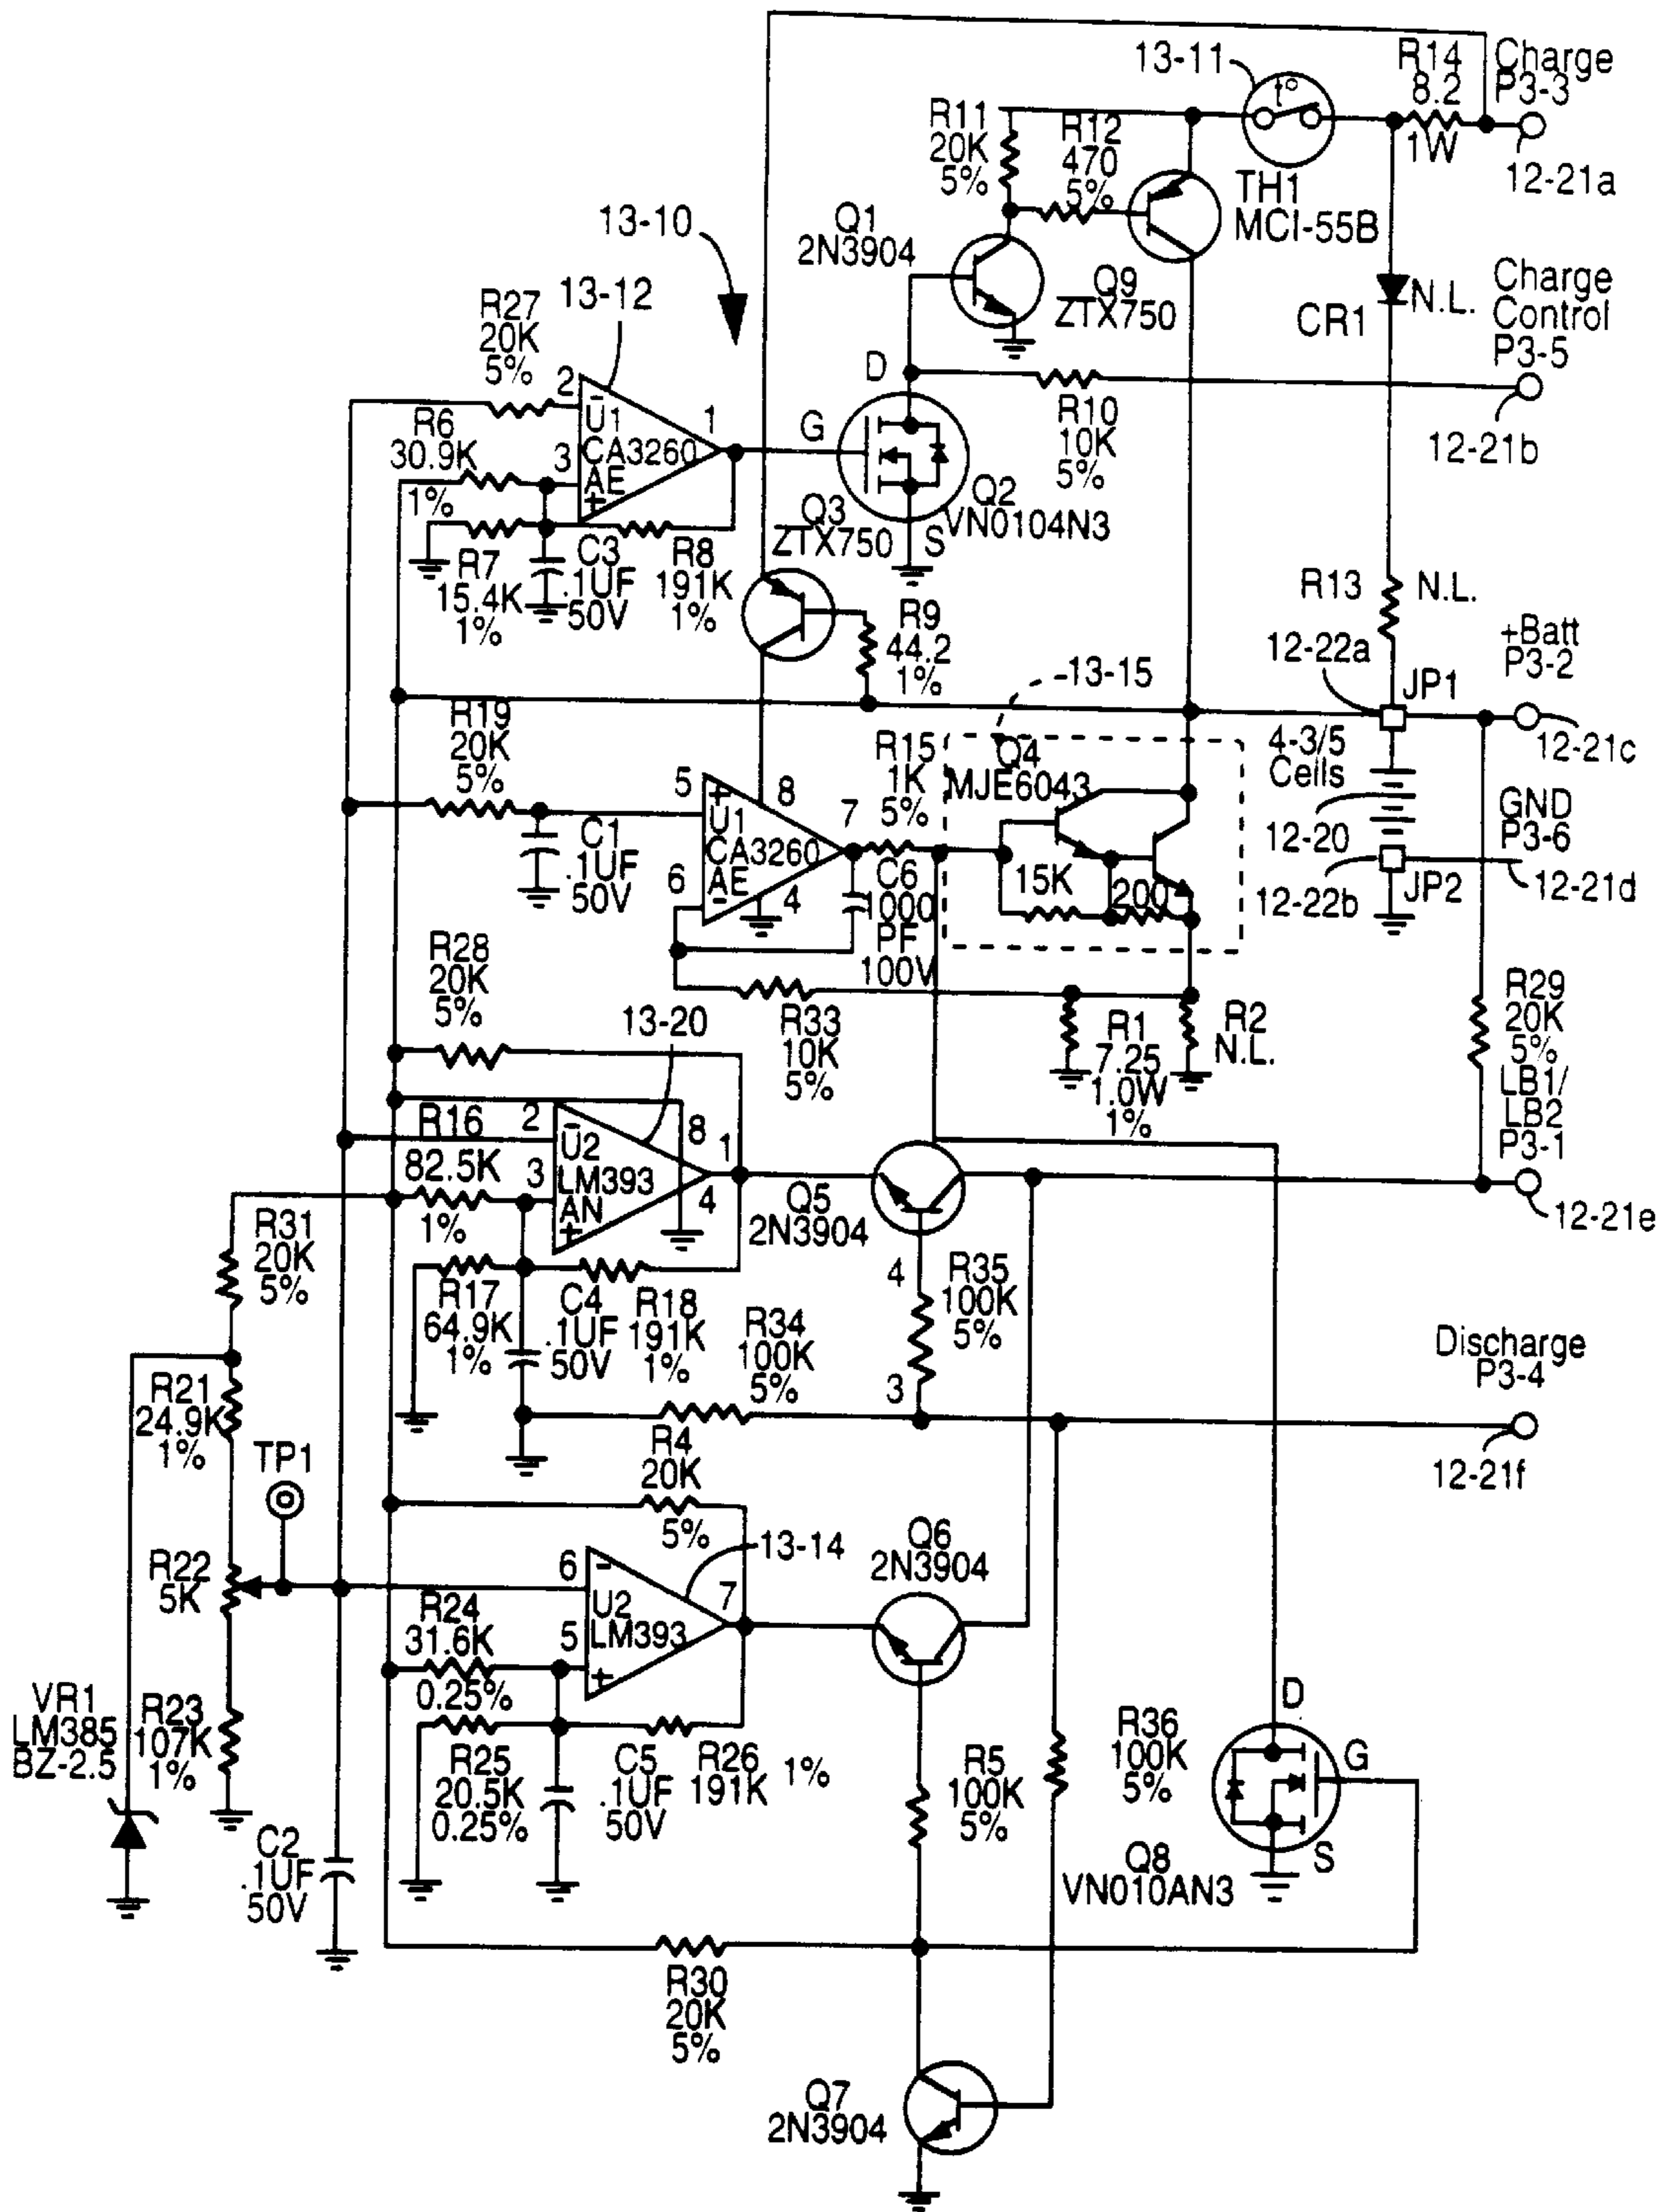 13-11
R14
8.2
1W
Charge
P3-3
12-21a
t°
TH1
MCI-55B
R11
20K
5%
R12
470
5%
Q1
2N3904
Q9
ZTX750
13-10
CR1
N.L.
Charge
Control
P3-5
12-21b
R27
20K
5%
13-12
2
-
U1
CA3260
AE
+
3
1
R6
30.9K
1%
R7
15.4K
1%
C3
.1UF
50V
R8
191K
1%
D
G
S
Q2
VN0104N3
R10
10K
5%
Q3
ZTX750
R9
44.2
1%
R13
N.L.
12-22a
JP1
+Batt
P3-2
12-21c
13-15
R19
20K
5%
C1
.1UF
50V
5
+
U1
CA3260
AE
-
6
8
7
4
R15
1K
5%
C6
1000
PF
100V
Q4
MJE6043
15K
200
4-3/5
Cells
12-20
12-22b
JP2
GND
P3-6
12-21d
R28
20K
5%
13-20
R33
10K
5%
R1
7.25
1.0W
1%
R2
N.L.
R29
20K
5%
LB1/
LB2
P3-1
12-21e
R16
82.5K
1%
2
-
U2
LM393
AN
+
3
8
1
4
Q5
2N3904
R31
20K
5%
R17
64.9K
1%
C4
.1UF
50V
R18
191K
1%
R34
100K
5%
4
R35
100K
5%
3
Discharge
P3-4
12-21f
R21
24.9K
1%
TP1
R4
20K
5%
13-14
Q6
2N3904
R22
5K
6
-
U2
LM393
+
5
7
R24
31.6K
0.25%
VR1
LM385
BZ-2.5
R23
107K
1%
R25
20.5K
0.25%
C5
.1UF
50V
R26
191K
1%
R5
100K
5%
R36
100K
5%
D
G
S
Q8
VN010AN3
C2
.1UF
50V
R30
20K
5%
Q7
2N3904